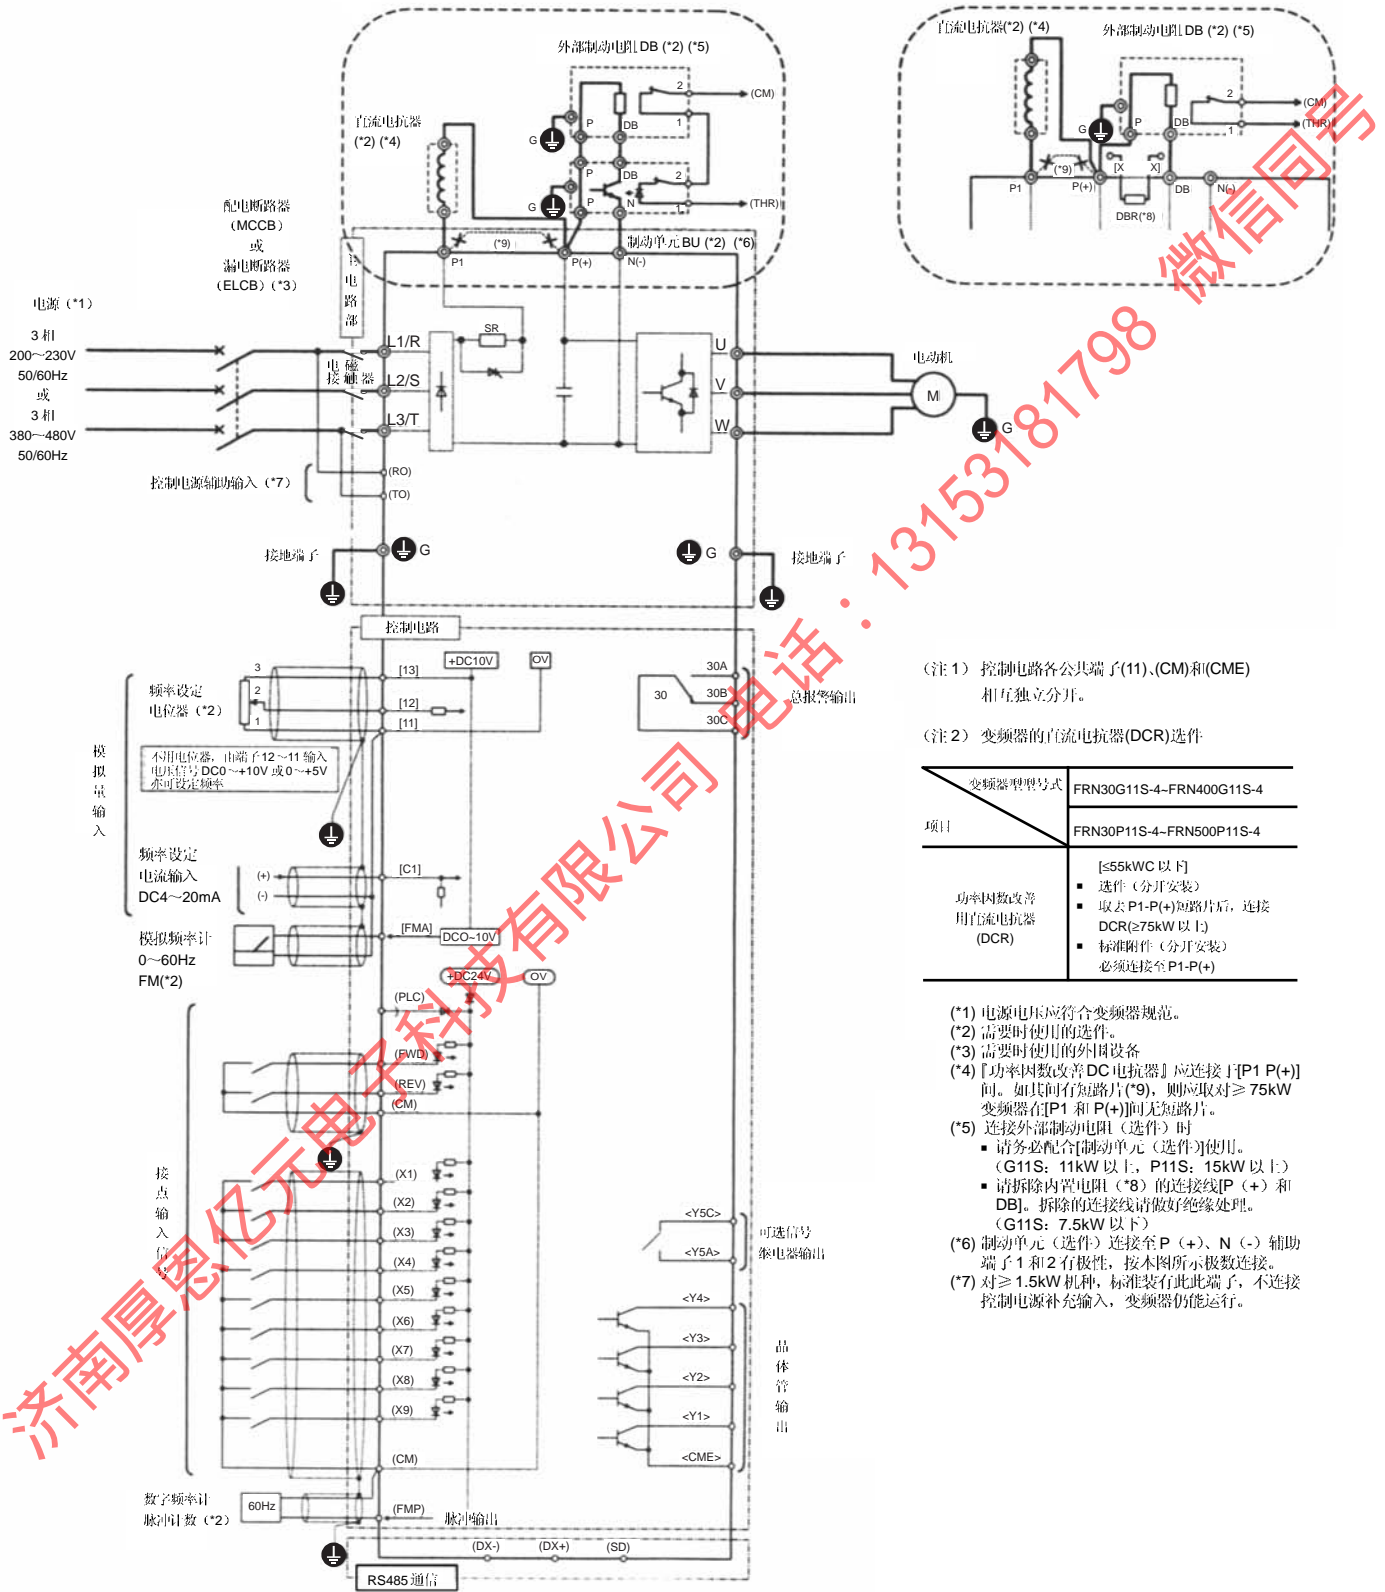 外部制动电阻 DB (*2) (*5)
2
(CM)
1
P
DB
G
直流电抗器
(*2) (*4)
P
DB
2
1
(THR)
G
P
N
配电断路器
(MCCB)
或
漏电断路器
(ELCB) (*3)
(*9)
制动单元 BU (*2) (*6)
P1
P(+)
N(-)
主
电
路
部
直流电抗器(*2) (*4)
外部制动电阻 DB (*2) (*5)
2
(CM)
1
(THR)
G
P
DB
(*9)
[X
X]
P1
P(+)
DB
N(-)
DBR(*8)
电源 (*1)
3 相
200～230V
50/60Hz
或
3 相
380～480V
50/60Hz
电 磁
接 触 器
L1/R
L2/S
L3/T
SR
U
V
W
电动机
M
G
控制电源辅助输入 (*7)
(RO)
(TO)
接地端子
G
G
接地端子
控制电路
模
拟
量
输
入
频率设定
电位器 (*2)
3
2
1
[13]
[12]
[11]
+DC10V
OV
30
30A
30B
30C
总报警输出
不用电位器，由端子12～11 输入
电压信号 DC0～+10V 或 0～+5V
亦可设定频率
频率设定
电流输入
DC4～20mA
(+)
(-)
[C1]
模拟频率计
0～60Hz
FM(*2)
[FMA]
DCO~10V
+DC24V
OV
(PLC)
(FWD)
(REV)
(CM)
接
点
输
入
信
号
(X1)
(X2)
(X3)
(X4)
(X5)
(X6)
(X7)
(X8)
(X9)
(CM)
<Y5C>
<Y5A>
可选信号
继电器输出
<Y4>
<Y3>
<Y2>
<Y1>
<CME>
晶
体
管
输
出
数字频率计
脉冲计数 (*2)
60Hz
(FMP)
脉冲输出
(DX-)
(DX+)
(SD)
RS485 通信
（注 1） 控制电路各公共端子(11)、(CM)和(CME)
相互独立分开。
（注 2） 变频器的直流电抗器(DCR)选件
变频器型型号式
项目
FRN30G11S-4~FRN400G11S-4
FRN30P11S-4~FRN500P11S-4
功率因数改善
用直流电抗器
(DCR)
[≤55kWC 以下]
■ 选件（分开安装）
■ 取去 P1-P(+)短路片后，连接
DCR(≥75kW 以上)
■ 标准附件（分开安装）
必须连接至 P1-P(+)
(*1) 电源电压应符合变频器规范。
(*2) 需要时使用的选件。
(*3) 需要时使用的外围设备
(*4) 『功率因数改善 DC 电抗器』应连接于[P1 P(+)]
间。如其间有短路片(*9)，则应取对≥75kW
变频器在[P1 和 P(+)]间无短路片。
(*5) 连接外部制动电阻（选件）时
■ 请务必配合[制动单元（选件）]使用。
（G11S：11kW 以上，P11S：15kW 以上）
■ 请拆除内置电阻（*8）的连接线[P（+）和
DB]。拆除的连接线请做好绝缘处理。
（G11S：7.5kW 以下）
(*6) 制动单元（选件）连接至 P（+）、N（-）辅助
端子 1 和 2 有极性，按本图所示极数连接。
(*7) 对≥1.5kW 机种，标准装有此此端子，不连接
控制电源补充输入，变频器仍能运行。
济南厚恩亿元电子科技有限公司 电话：13153181798 微信同号